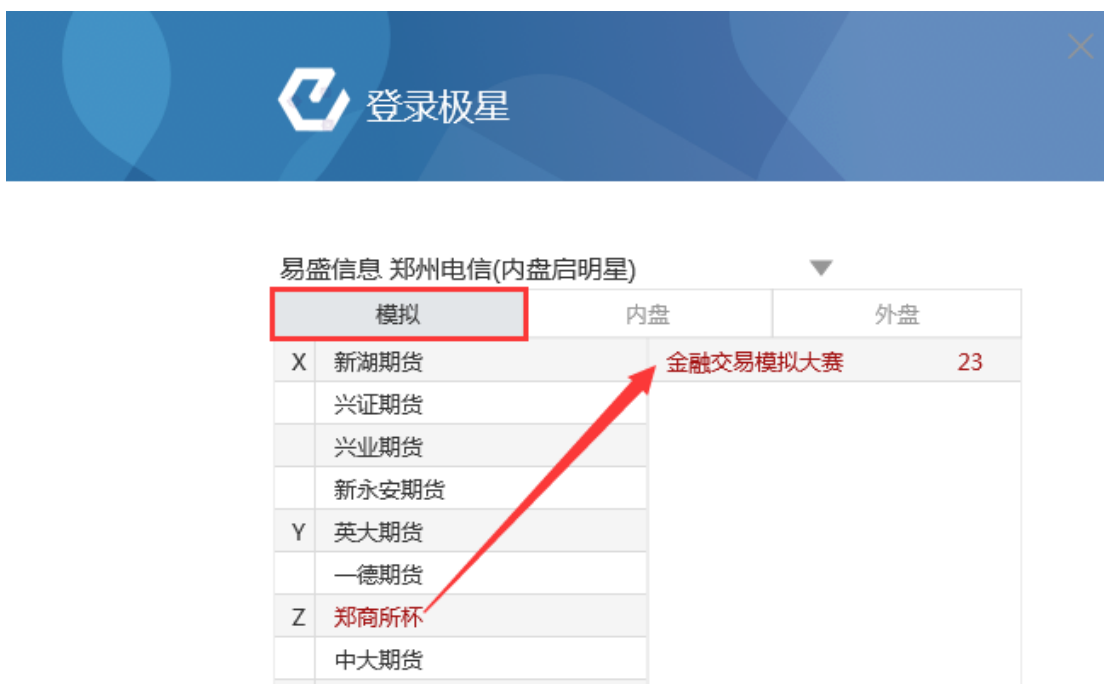 登录极星
易盛信息 郑州电信(内盘启明星)
模拟 内盘 外盘
X 新湖期货 金融交易模拟大赛 23
兴证期货
兴业期货
新永安期货
Y 英大期货
一德期货
Z 郑商所杯
中大期货